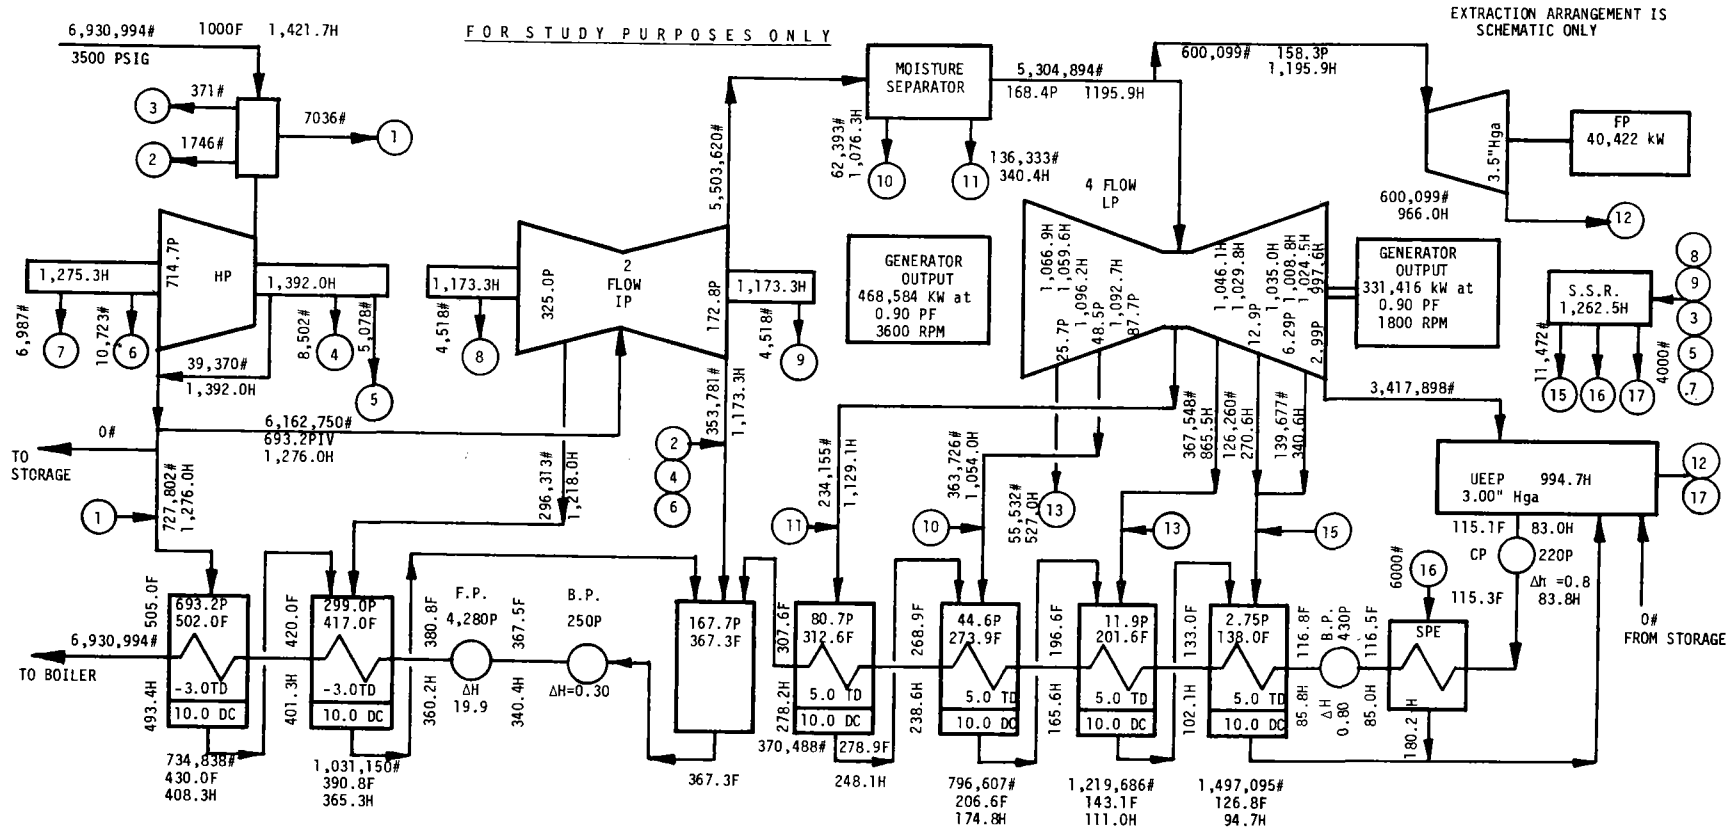 FOR STUDY PURPOSES ONLY
EXTRACTION ARRANGEMENT IS
SCHEMATIC ONLY
6,930,994#
1000F
1,421.7H
3500 PSIG
371#
3
7036#
1
1746#
2
1,275.3H
714.7P
HP
1,392.0H
6,987#
7
10,723#
6
8,502#
4
5,078#
5
39,370#
1,392.0H
6,162,750#
693.2PIV
1,276.0H
0#
TO
STORAGE
727,802#
1,276.0H
1
1,173.3H
325.0P
2
FLOW
IP
172.8P
1,173.3H
4,518#
8
4,518#
9
296,313#
1,218.0H
353,781#
1,173.3H
2
4
6
5,503,620#
MOISTURE
SEPARATOR
5,304,894#
168.4P
1195.9H
62,393#
1,076.3H
10
136,333#
340.4H
11
600,099#
158.3P
1,195.9H
3.5"Hga
FP
40,422 kW
600,099#
966.0H
12
4 FLOW
LP
GENERATOR
OUTPUT
468,584 KW at
0.90 PF
3600 RPM
1,066.9H
1,059.6H
1,096.2H
1,092.7H
25.7P
48.5P
87.7P
1,046.1H
1,029.8H
1,035.0H
1,008.8H
1,024.5H
997.6H
12.9P
6.29P
2.99P
GENERATOR
OUTPUT
331,416 kW at
0.90 PF
1800 RPM
S.S.R.
1,262.5H
8
9
3
5
7
11,472#
4000#
15
16
17
3,417,898#
UEEP
994.7H
3.00" Hga
12
17
115.1F
83.0H
CP
220P
Δh =0.8
83.8H
115.3F
0#
FROM STORAGE
234,155#
1,129.1H
11
363,726#
1,054.0H
10
55,532#
527.0H
13
367,548#
865.5H
126,260#
270.6H
139,677#
340.6H
13
15
6000#
16
SPE
180.2H
505.0F
693.2P
502.0F
-3.0TD
10.0 DC
6,930,994#
TO BOILER
493.4H
420.0F
401.3H
299.0P
417.0F
-3.0TD
10.0 DC
380.8F
360.2H
F.P.
4,280P
ΔH
19.9
367.5F
340.4H
B.P.
250P
ΔH=0.30
167.7P
367.3F
307.6F
278.2H
80.7P
312.6F
5.0 TD
10.0 DC
268.9F
238.6H
44.6P
273.9F
5.0 TD
10.0 DC
196.6F
165.6H
11.9P
201.6F
5.0 TD
10.0 DC
133.0F
102.1H
2.75P
138.0F
5.0 TD
10.0 DC
116.8F
85.8H
B.P.
430P
ΔH
0.80
116.5F
85.0H
734,838#
430.0F
408.3H
1,031,150#
390.8F
365.3H
367.3F
370,488#
278.9F
248.1H
796,607#
206.6F
174.8H
1,219,686#
143.1F
111.0H
1,497,095#
126.8F
94.7H